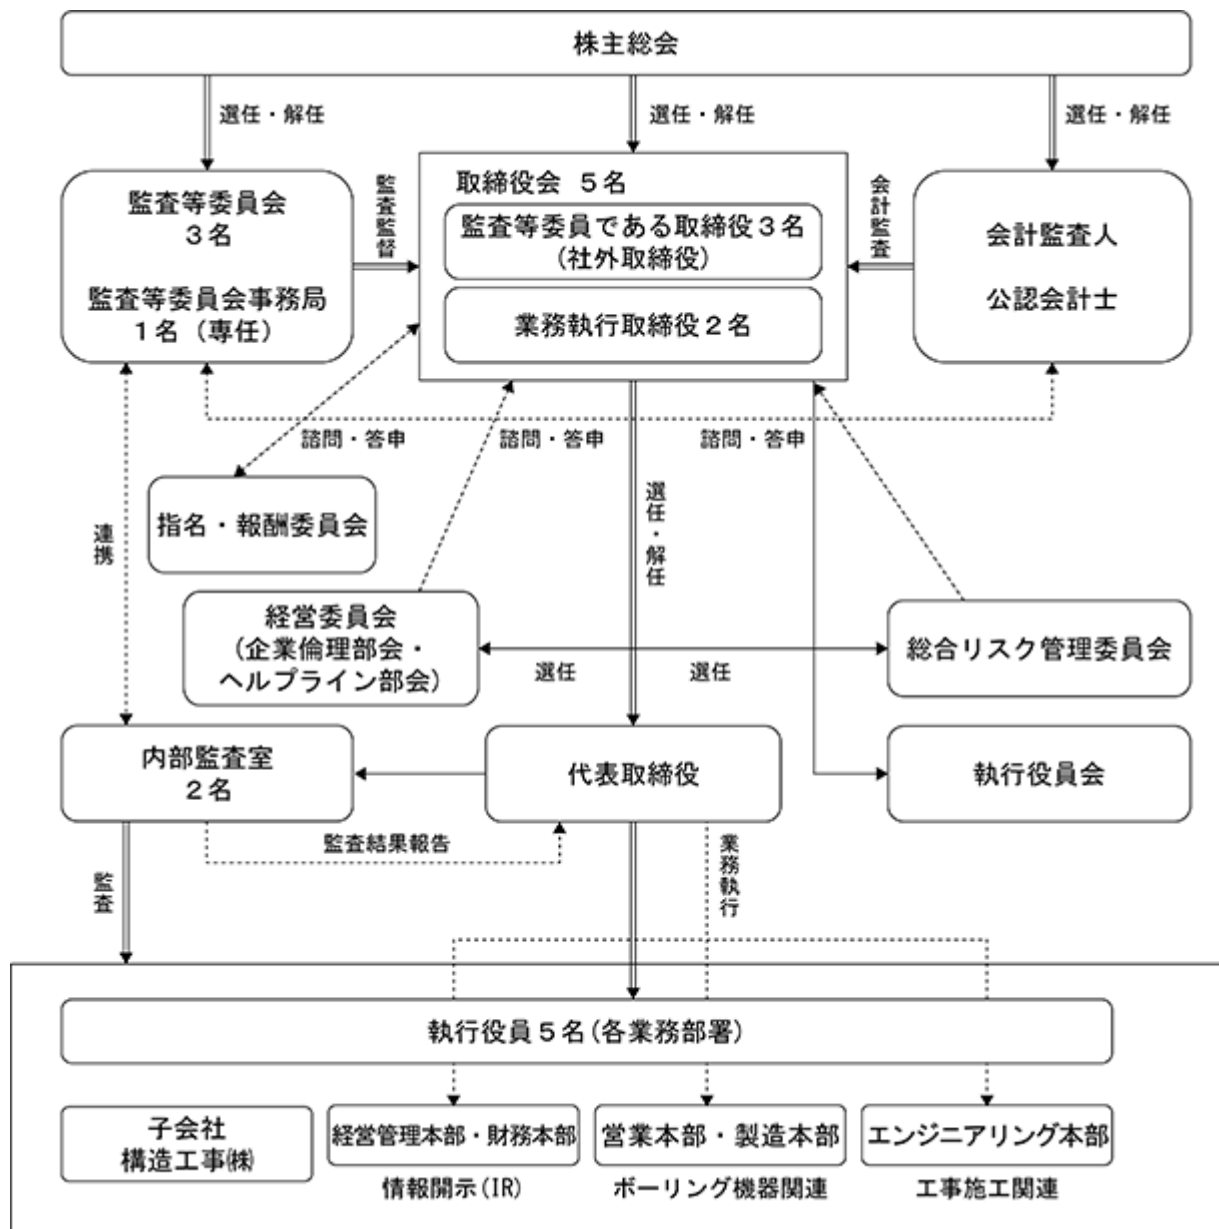 株主総会
選任・解任
選任・解任
選任・解任
監査等委員会
３名
監査等委員会事務局
１名（専任）
監査監督
取締役会 ５名
監査等委員である取締役３名
（社外取締役）
業務執行取締役２名
会計監査
会計監査人
公認会計士
諮問・答申
諮問・答申
諮問・答申
連携
指名・報酬委員会
選任・解任
経営委員会
（企業倫理部会・
ヘルプライン部会）
選任
選任
総合リスク管理委員会
内部監査室
２名
代表取締役
執行役員会
監査結果報告
業務執行
監査
執行役員５名（各業務部署）
子会社
構造工事㈱
経営管理本部・財務本部
営業本部・製造本部
エンジニアリング本部
情報開示（IR）
ボーリング機器関連
工事施工関連